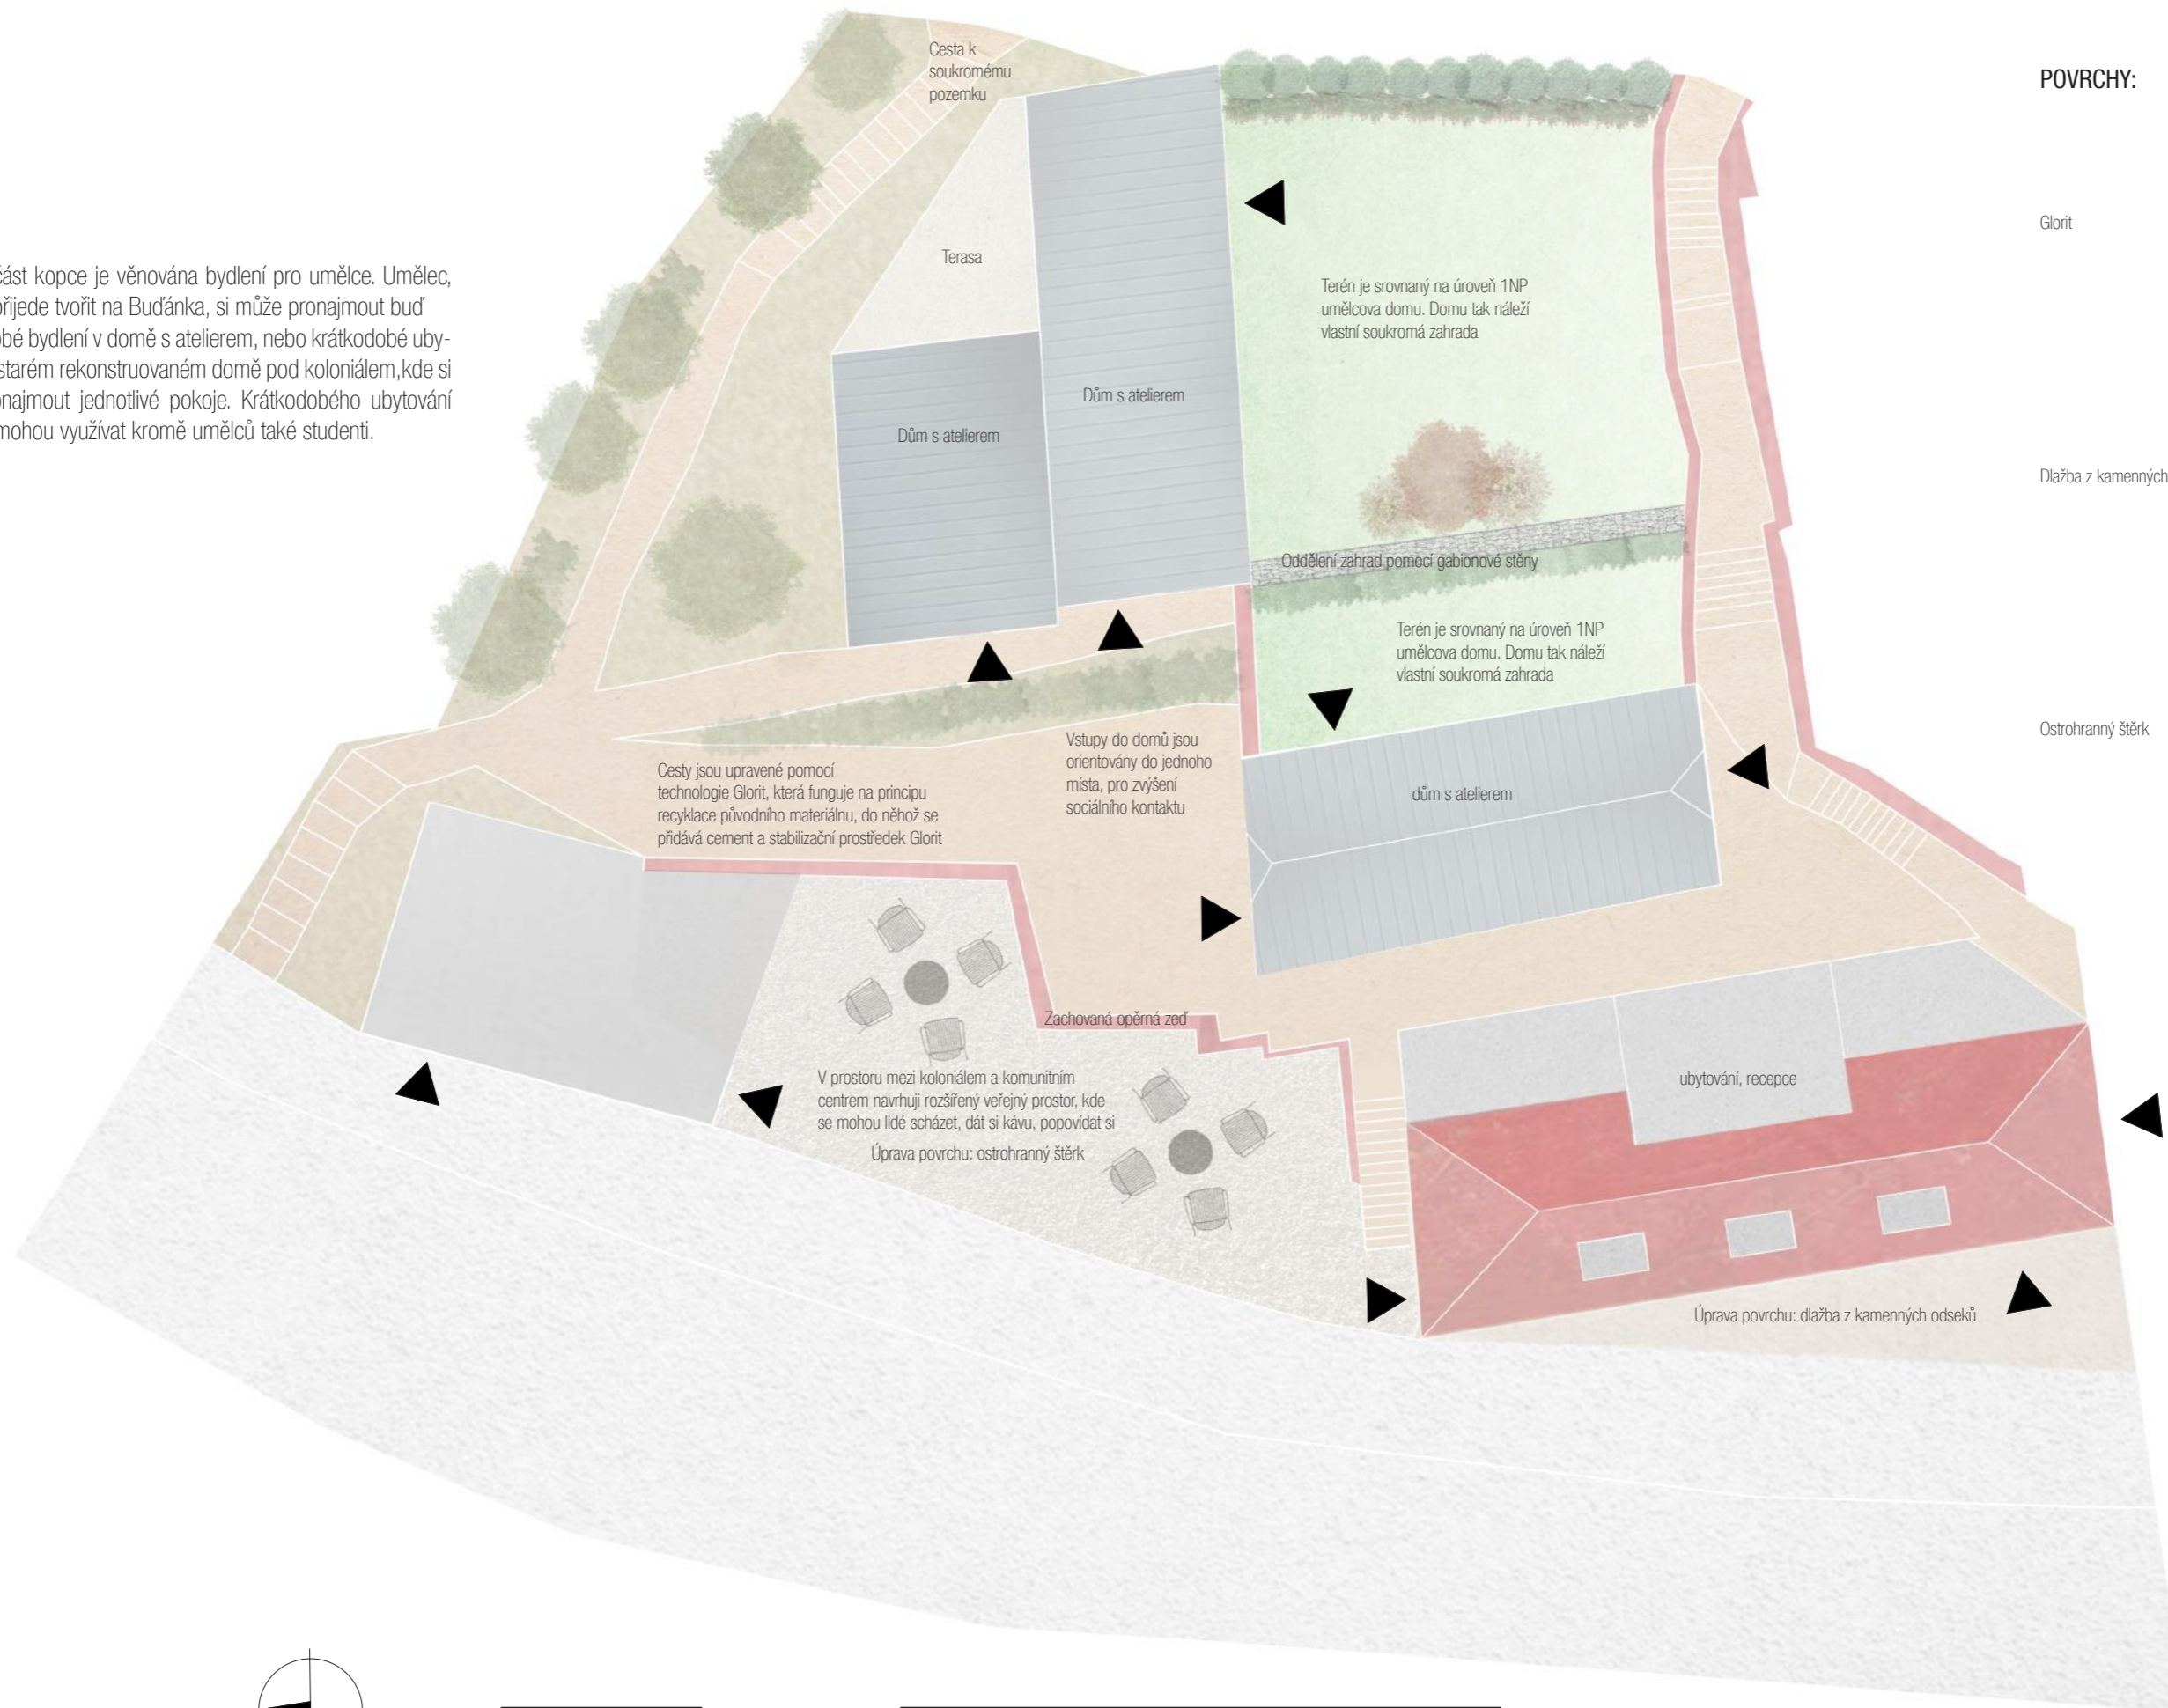 část kopce je věnována bydlení pro umělce. Umělec,
přijede tvořit na Buďánka, si může pronajmout buď
obé bydlení v domě s atelierem, nebo krátkodobé uby-
starém rekonstruovaném domě pod koloniálem,kde si
onajmout jednotlivé pokoje. Krátkodobého ubytování
mohou využívat kromě umělců také studenti.
Cesta k
soukromému
pozemku
POVRCHY:
Glorit
Dlažba z kamenných
Ostrohranný štěrk
Terasa
Terén je srovnaný na úroveň 1NP
umělcova domu. Domu tak náleží
vlastní soukromá zahrada
Dům s atelierem
Dům s atelierem
Oddělení zahrad pomocí gabionové stěny
Terén je srovnaný na úroveň 1NP
umělcova domu. Domu tak náleží
vlastní soukromá zahrada
Vstupy do domů jsou
orientovány do jednoho
místa, pro zvýšení
sociálního kontaktu
Cesty jsou upravené pomocí
technologie Glorit, která funguje na principu
recyklace původního materiálnu, do něhož se
přidává cement a stabilizační prostředek Glorit
dům s atelierem
Zachovaná opěrná zeď
V prostoru mezi koloniálem a komunitním
centrem navrhuji rozšířený veřejný prostor, kde
se mohou lidé scházet, dát si kávu, popovídat si
Úprava povrchu: ostrohranný štěrk
ubytování, recepce
Úprava povrchu: dlažba z kamenných odseků